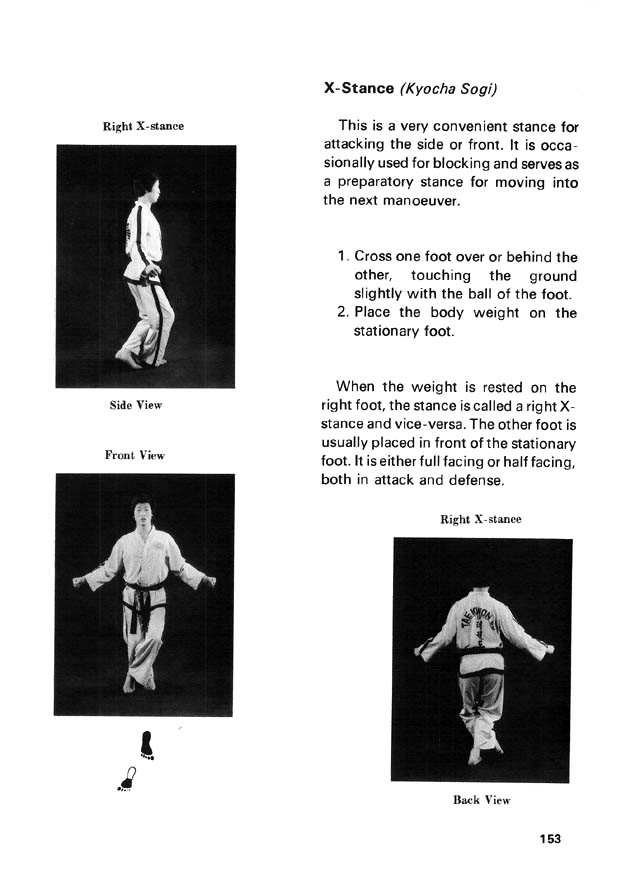 X-Stance (Kyocha Sogi)
This is a very convenient stance for
attacking the side or front. It is occa-
sionally used for blocking and serves as
a preparatory stance for moving into
the next manoeuver.
1. Cross one foot over or behind the
other, touching the ground
slightly with the ball of the foot.
2. Place the body weight on the
stationary foot.
When the weight is rested on the
right foot, the stance is called a right X-
stance and vice-versa. The other foot is
usually placed in front of the stationary
foot. It is either full facing or half facing,
both in attack and defense.
Right X-stance
Side View
Front View
Right X-stance
TAEKWON
Back View
153